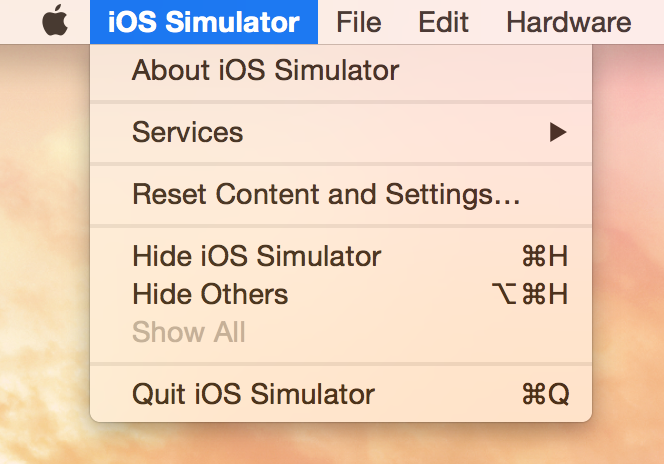 iOS Simulator File Edit Hardware
About iOS Simulator
Services
Reset Content and Settings…
Hide iOS Simulator ⌘H
Hide Others ⌥⌘H
Show All
Quit iOS Simulator ⌘Q